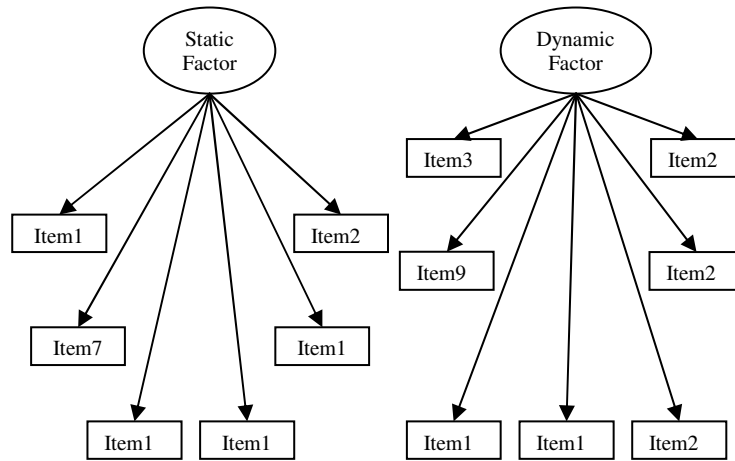 Static
Factor
Dynamic
Factor
Item3
Item2
Item1
Item2
Item9
Item2
Item7
Item1
Item1
Item1
Item1
Item1
Item2